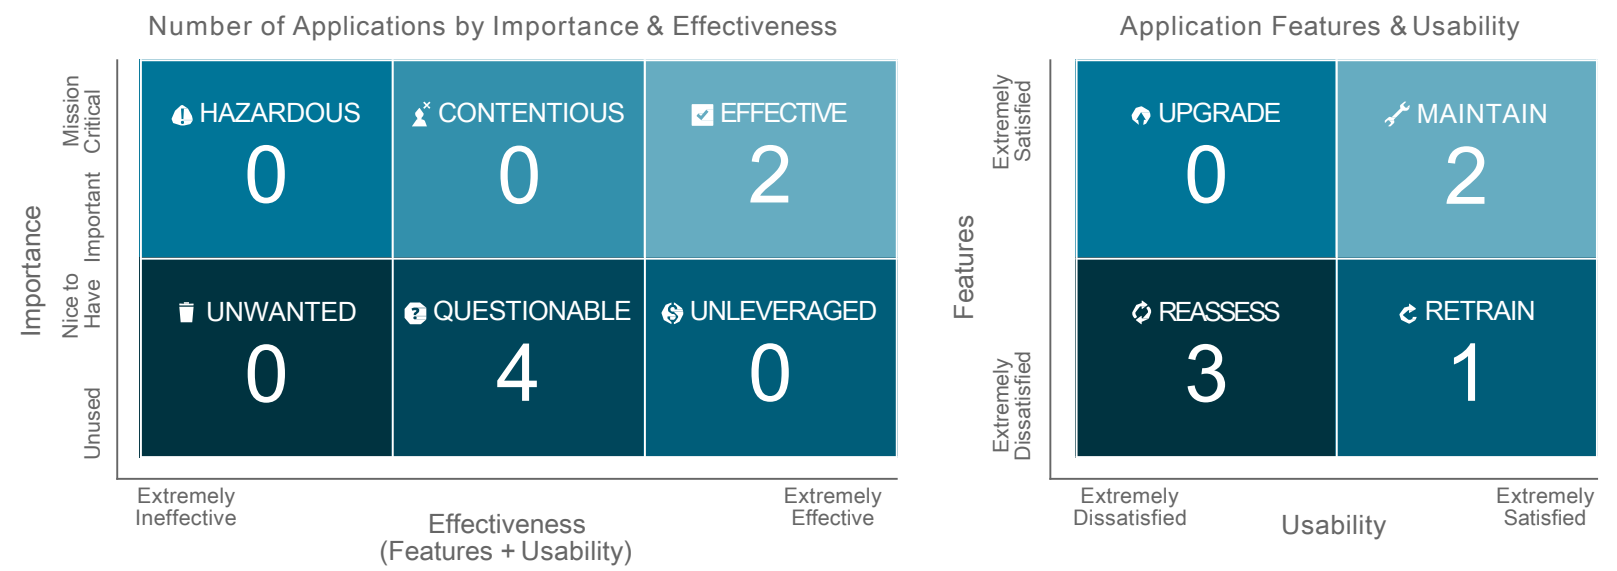 Number of Applications by Importance & Effectiveness
Importance
Mission
Critical
Important
Nice to
Have
Unused
HAZARDOUS
0
CONTENTIOUS
0
EFFECTIVE
2
UNWANTED
0
QUESTIONABLE
4
UNLEVERAGED
0
Extremely
Ineffective
Extremely
Effective
Effectiveness
(Features + Usability)
Application Features & Usability
Features
Extremely
Satisfied
Extremely
Dissatisfied
UPGRADE
0
MAINTAIN
2
REASSESS
3
RETRAIN
1
Extremely
Dissatisfied
Extremely
Satisfied
Usability